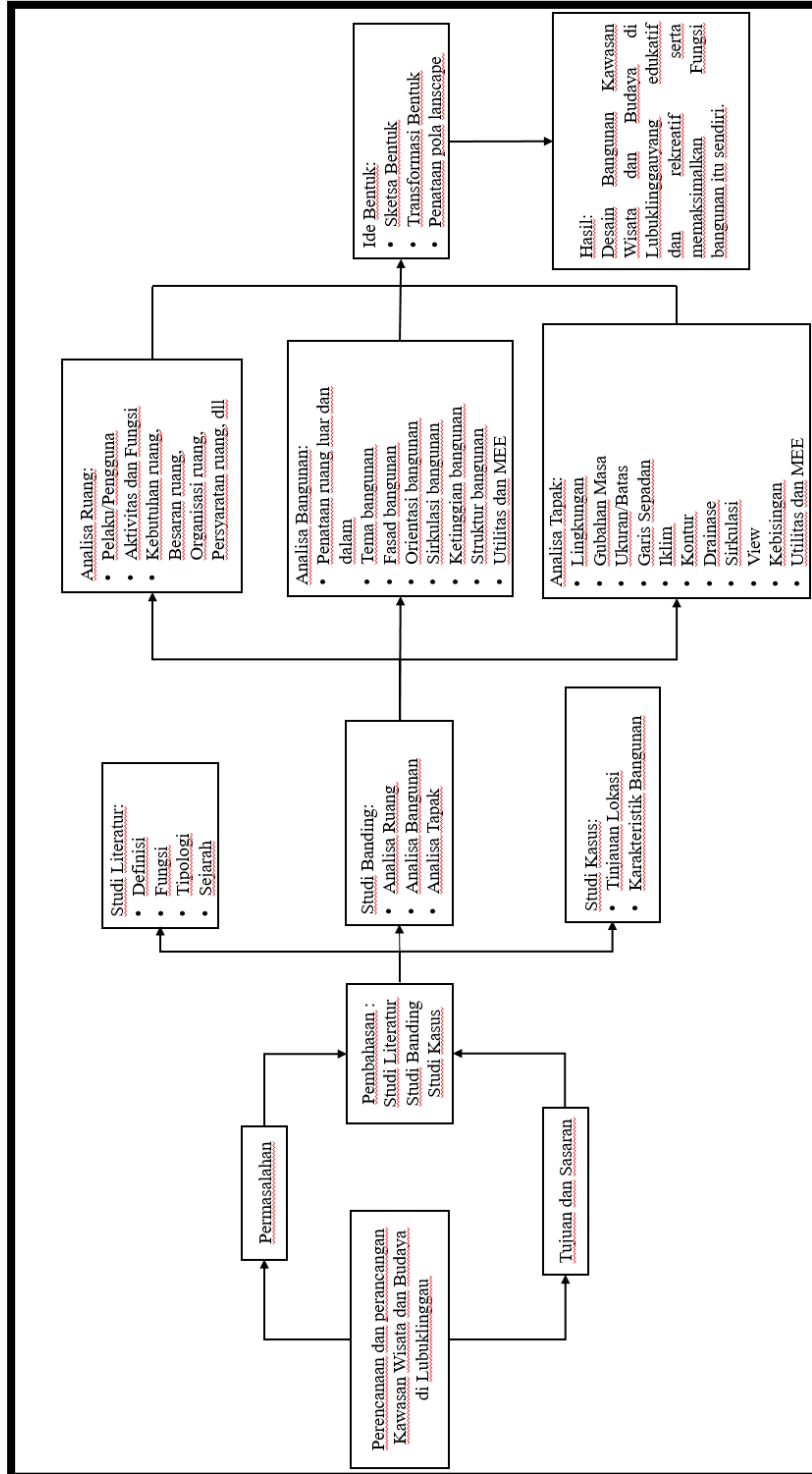 Perencanaan dan perancangan
Kawasan Wisata dan Budaya
di Lubuklinggau
Permasalahan
Tujuan dan Sasaran
Pembahasan :
Studi Literatur
Studi Banding
Studi Kasus
Studi Literatur:
• Definisi
• Fungsi
• Tipologi
• Sejarah
Studi Banding:
• Analisa Ruang
• Analisa Bangunan
• Analisa Tapak
Studi Kasus:
• Tinjauan Lokasi
• Karakteristik Bangunan
Analisa Ruang:
• Pelaku/Pengguna
• Aktivitas dan Fungsi
• Kebutuhan ruang,
Besaran ruang,
Organisasi ruang,
Persyaratan ruang, dll
Analisa Bangunan:
• Penataan ruang luar dan
dalam
• Tema bangunan
• Fasad bangunan
• Orientasi bangunan
• Sirkulasi bangunan
• Ketinggian bangunan
• Struktur bangunan
• Utilitas dan MEE
Analisa Tapak:
• Lingkungan
• Gubahan Masa
Ukuran/Batas
• Garis Sepadan
• Iklim
• Kontur
• Drainase
• Sirkulasi
• View
• Kebisingan
• Utilitas dan MEE
Ide Bentuk:
• Sketsa Bentuk
• Transformasi Bentuk
• Penataan pola lanscape
Hasil:
Desain Bangunan Kawasan
Wisata dan Budaya di
Lubuklinggauyang edukatif
dan rekreatif serta
memaksimalkan Fungsi
bangunan itu sendiri.